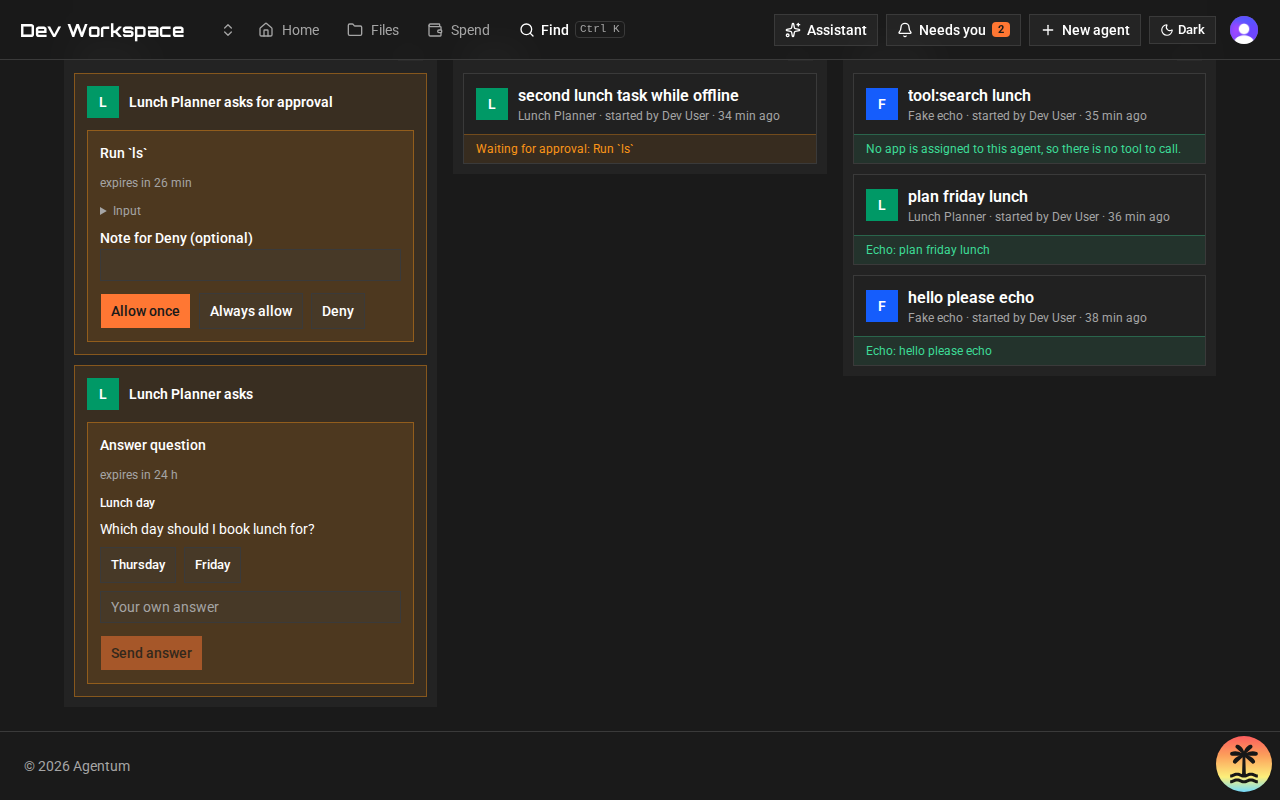 Dev Workspace
Home
Files
Spend
Find
Ctrl K
Assistant
Needs you
2
New agent
Dark
L
Lunch Planner asks for approval
Run `ls`
expires in 26 min
Input
Note for Deny (optional)
Allow once
Always allow
Deny
L
Lunch Planner asks
Answer question
expires in 24 h
Lunch day
Which day should I book lunch for?
Thursday
Friday
Your own answer
Send answer
L
second lunch task while offline
Lunch Planner · started by Dev User · 34 min ago
Waiting for approval: Run `ls`
F
tool:search lunch
Fake echo · started by Dev User · 35 min ago
No app is assigned to this agent, so there is no tool to call.
L
plan friday lunch
Lunch Planner · started by Dev User · 36 min ago
Echo: plan friday lunch
F
hello please echo
Fake echo · started by Dev User · 38 min ago
Echo: hello please echo
© 2026 Agentum